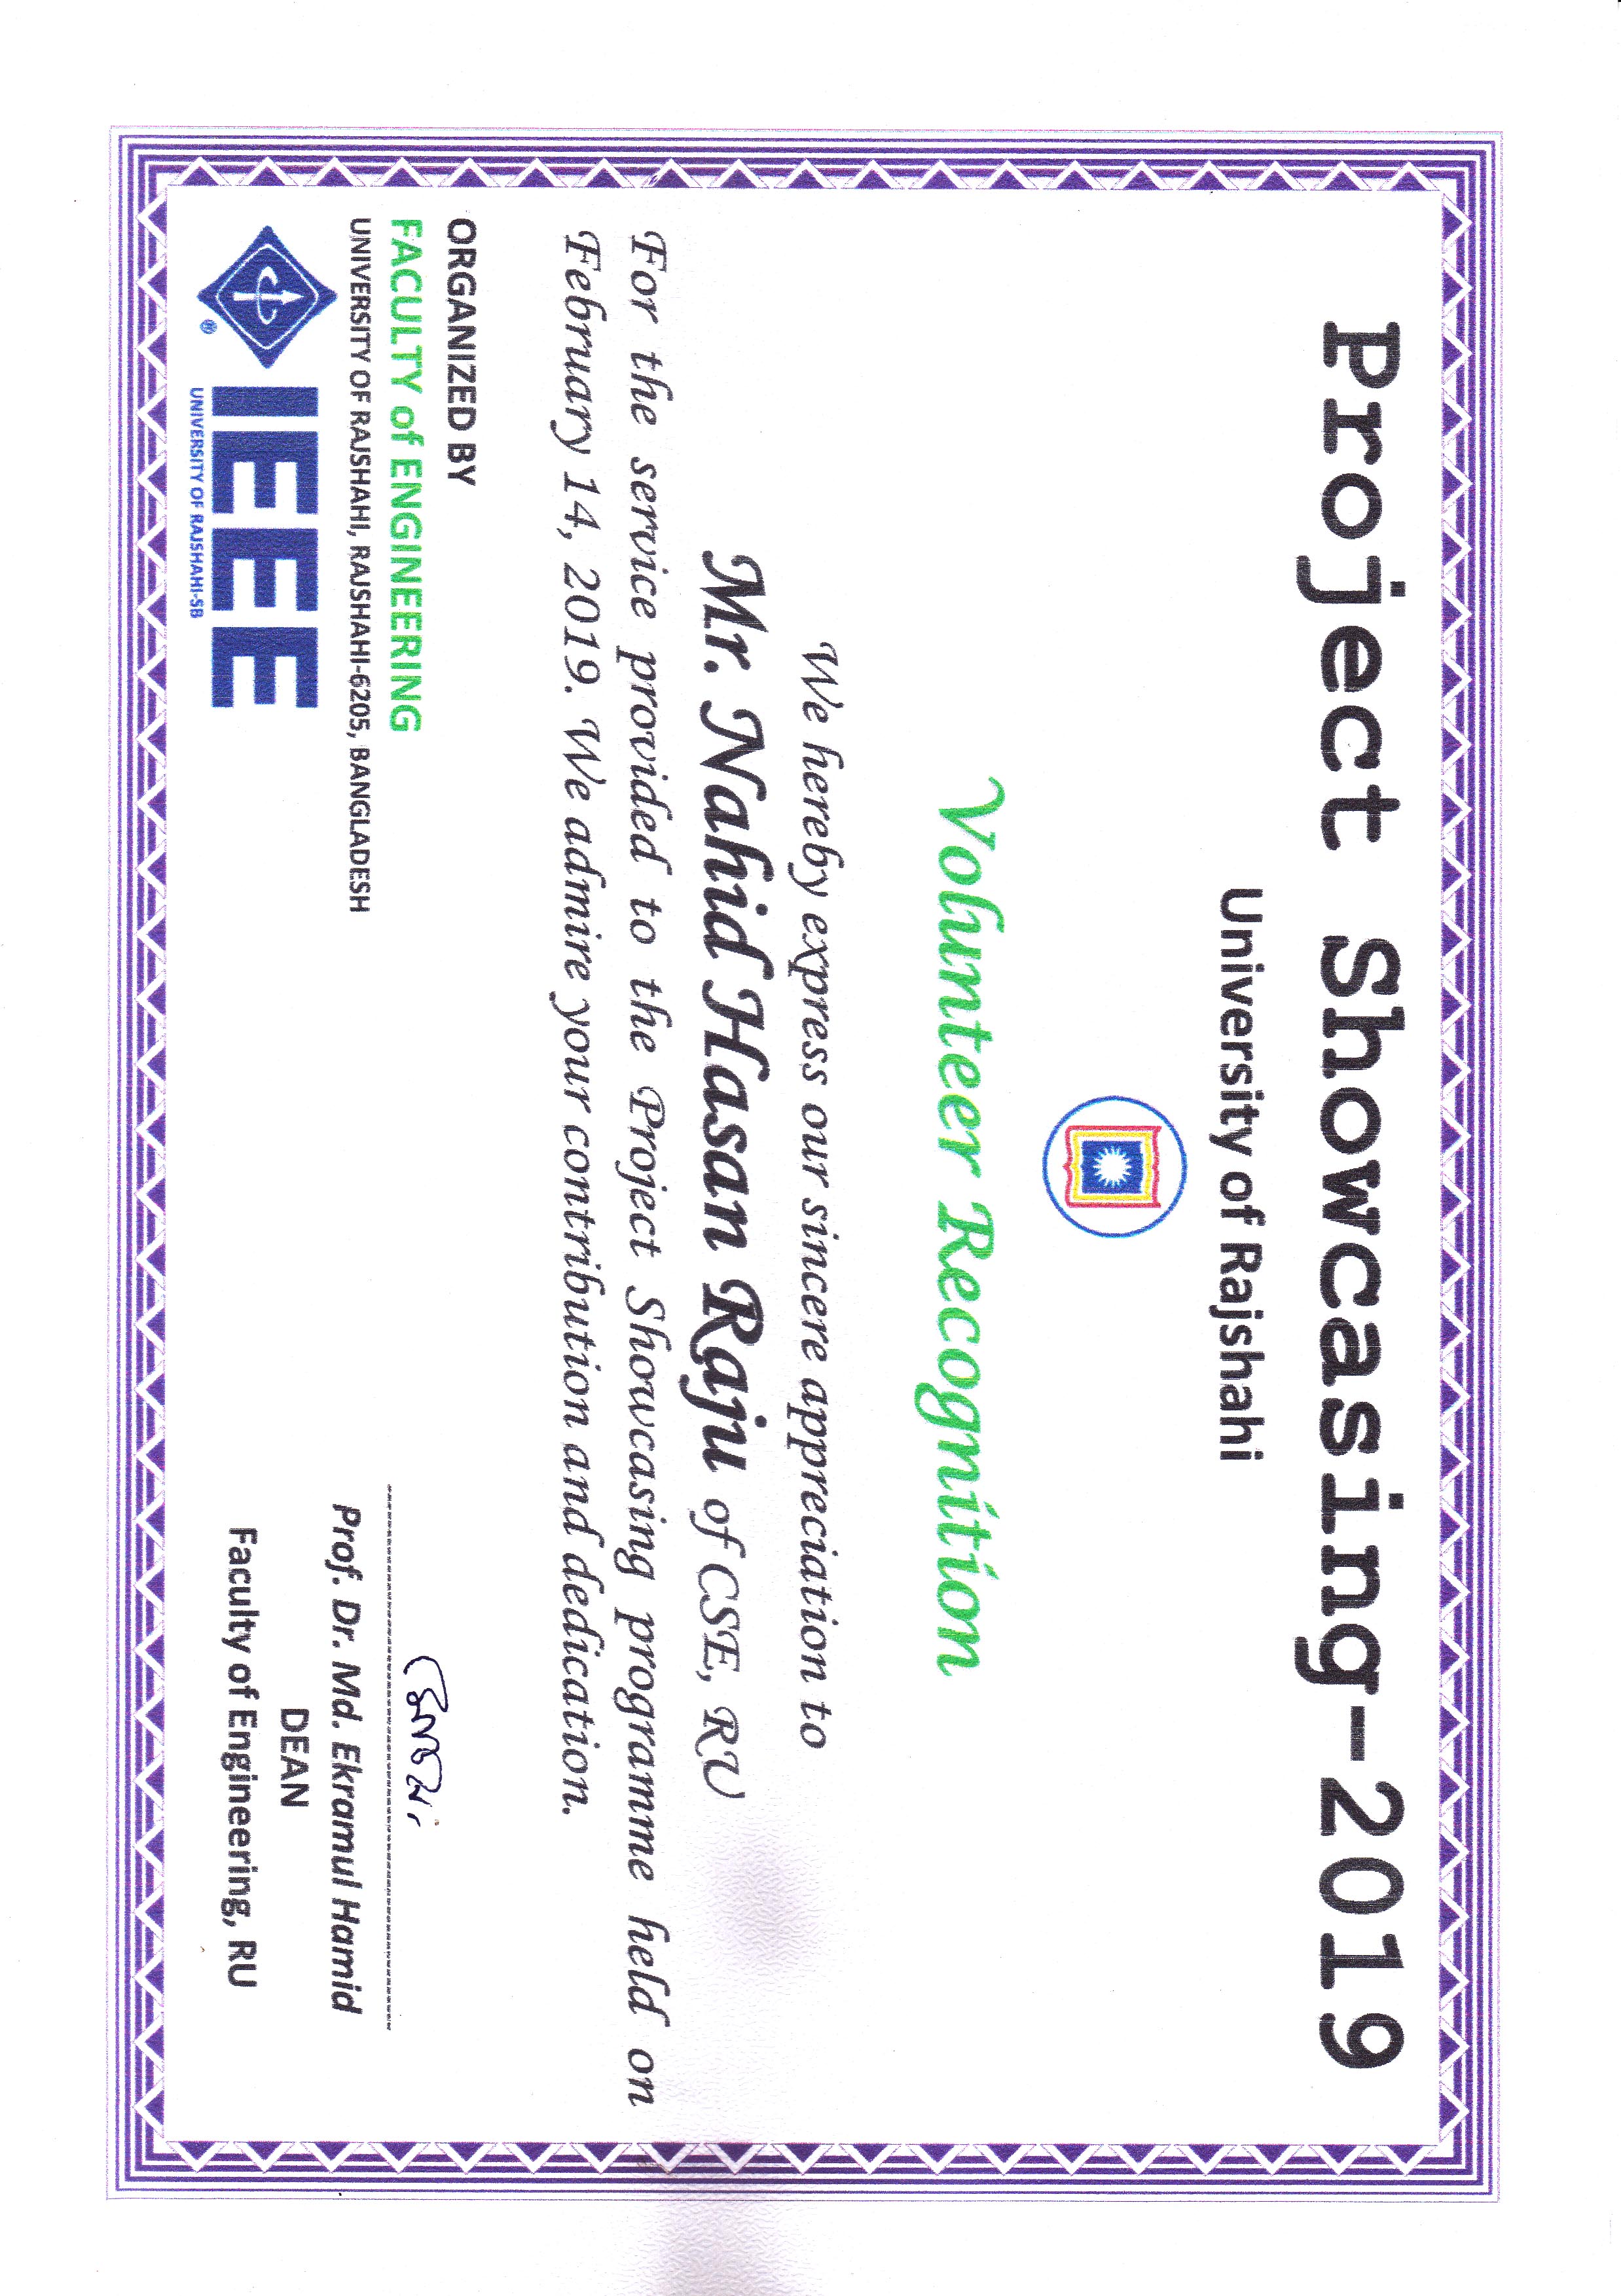 Project Showcasing-2019
University of Rajshahi
Volunteer Recognition
We hereby express our sincere appreciation to
Mr. Nahid Hasan Raju of CSE, RU
For the service provided to the Project Showcasing programme held on
February 14, 2019. We admire your contribution and dedication.
ORGANIZED BY
FACULTY of ENGINEERING
UNIVERSITY OF RAJSHAHI, RAJSHAHI-6205, BANGLADESH
IEEE
®
UNIVERSITY OF RAJSHAHI-SB
Prof. Dr. Md. Ekramul Hamid
DEAN
Faculty of Engineering, RU